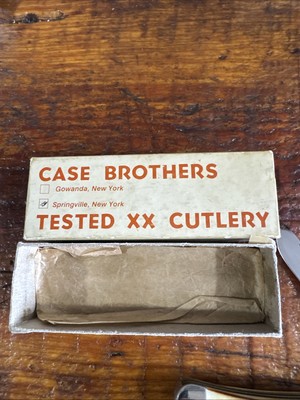 CASE BROTHERS
Gowanda, New York
Springville, New York
TESTED XX CUTLERY